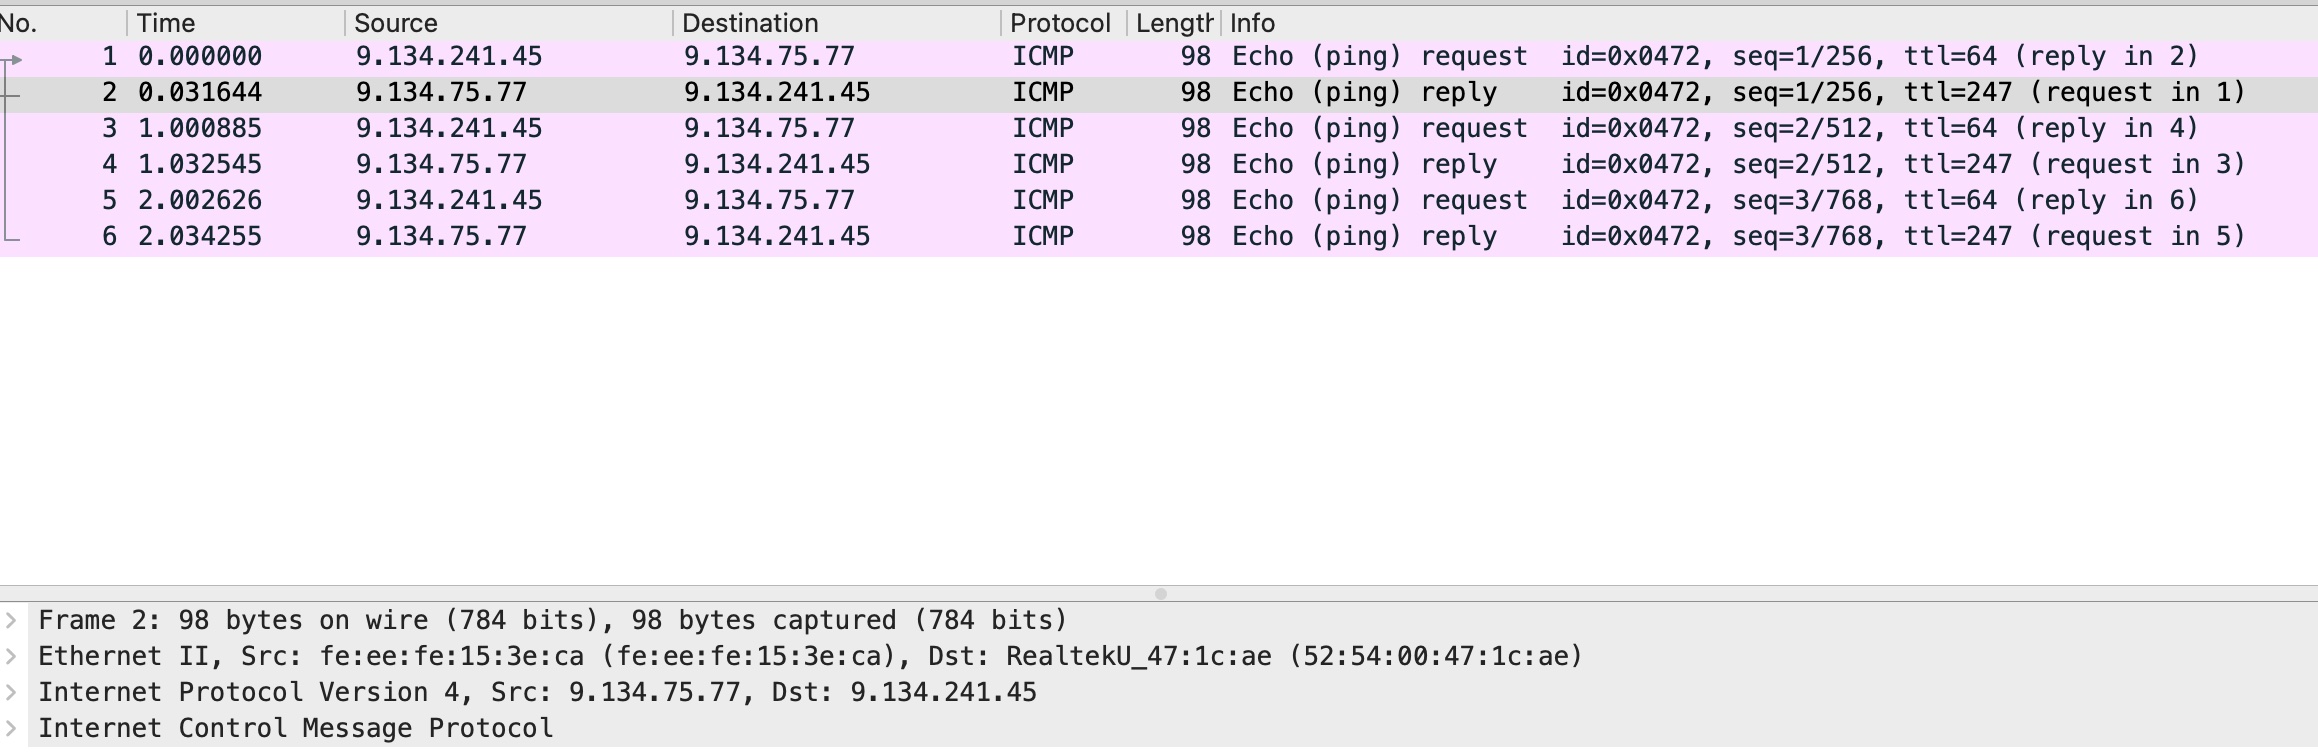 No. Time Source Destination Protocol Length Info
1 0.000000 9.134.241.45 9.134.75.77 ICMP 98 Echo (ping) request id=0x0472, seq=1/256, ttl=64 (reply in 2)
2 0.031644 9.134.75.77 9.134.241.45 ICMP 98 Echo (ping) reply id=0x0472, seq=1/256, ttl=247 (request in 1)
3 1.000885 9.134.241.45 9.134.75.77 ICMP 98 Echo (ping) request id=0x0472, seq=2/512, ttl=64 (reply in 4)
4 1.032545 9.134.75.77 9.134.241.45 ICMP 98 Echo (ping) reply id=0x0472, seq=2/512, ttl=247 (request in 3)
5 2.002626 9.134.241.45 9.134.75.77 ICMP 98 Echo (ping) request id=0x0472, seq=3/768, ttl=64 (reply in 6)
6 2.034255 9.134.75.77 9.134.241.45 ICMP 98 Echo (ping) reply id=0x0472, seq=3/768, ttl=247 (request in 5)
Frame 2: 98 bytes on wire (784 bits), 98 bytes captured (784 bits)
Ethernet II, Src: fe:ee:fe:15:3e:ca (fe:ee:fe:15:3e:ca), Dst: RealtekU_47:1c:ae (52:54:00:47:1c:ae)
Internet Protocol Version 4, Src: 9.134.75.77, Dst: 9.134.241.45
Internet Control Message Protocol